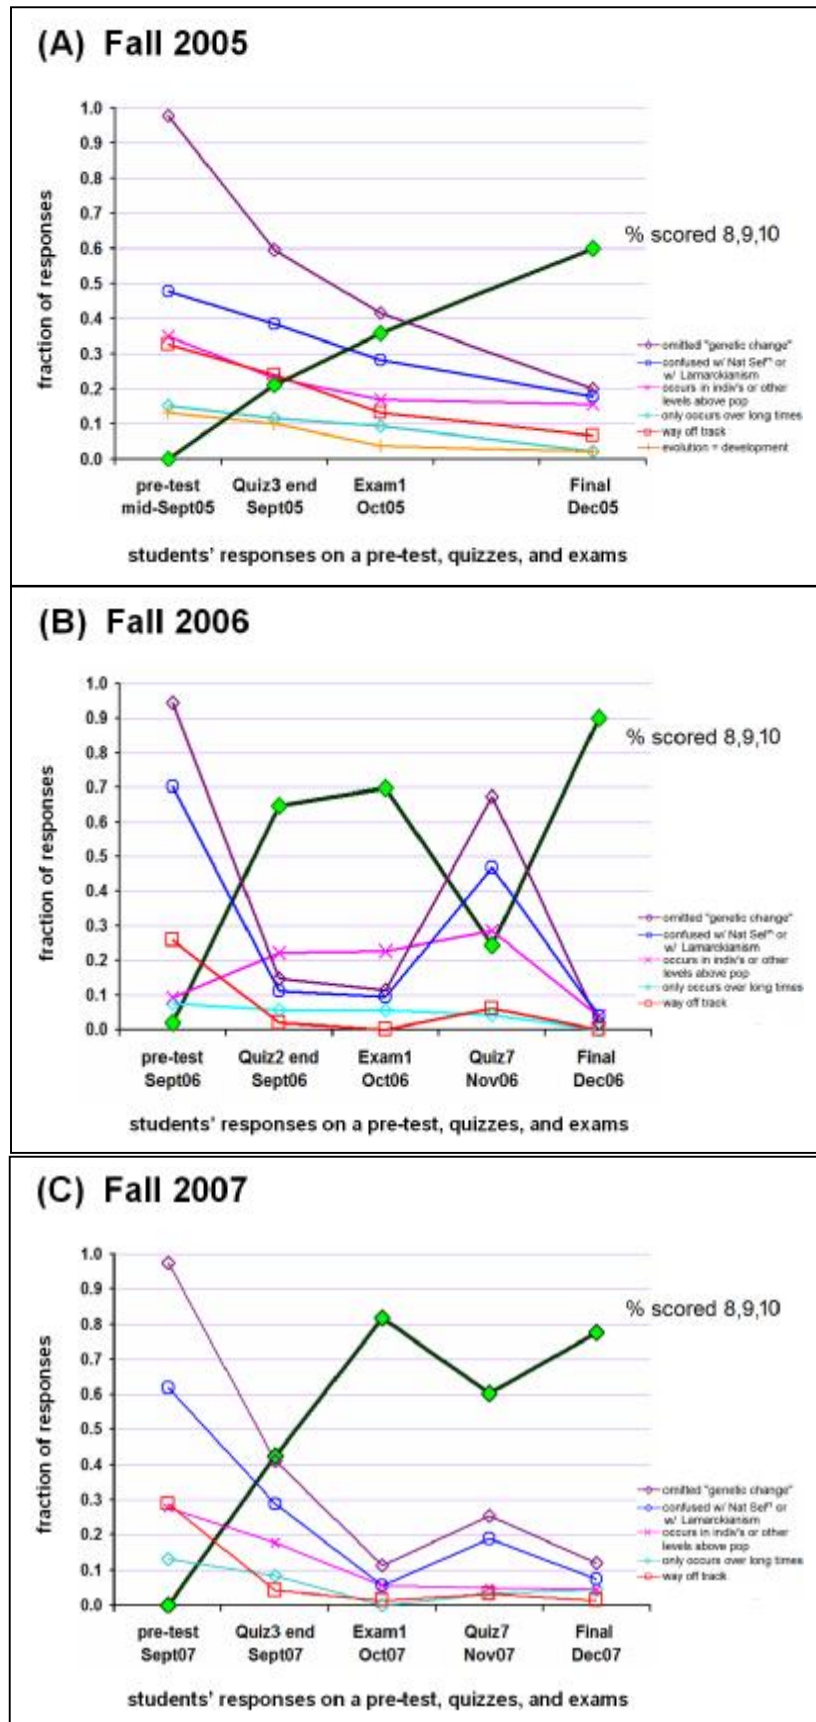 (A) Fall 2005
1.0
0.9
0.8
0.7
0.6
0.5
0.4
0.3
0.2
0.1
0.0
fraction of responses
% scored 8,9,10
omitted "genetic change"
confused w/ Nat Sel'n or
w/ Lamarckianism
occurs in indiv's or other
levels above pop
only occurs over long times
way off track
evolution = development
pre-test Quiz3 end Exam1 Final
mid-Sept05 Sept05 Oct05 Dec05
students' responses on a pre-test, quizzes, and exams
(B) Fall 2006
1.0
0.9
0.8
0.7
0.6
0.5
0.4
0.3
0.2
0.1
0.0
fraction of responses
% scored 8,9,10
omitted "genetic change"
confused w/ Nat Sel'n or
w/ Lamarckianism
occurs in indiv's or other
levels above pop
only occurs over long times
way off track
pre-test Quiz2 end Exam1 Quiz7 Final
Sept06 Sept06 Oct06 Nov06 Dec06
students' responses on a pre-test, quizzes, and exams
(C) Fall 2007
1.0
0.9
0.8
0.7
0.6
0.5
0.4
0.3
0.2
0.1
0.0
fraction of responses
% scored 8,9,10
omitted "genetic change"
confused w/ Nat Sel'n or
w/ Lamarckianism
occurs in indiv's or other
levels above pop
only occurs over long times
way off track
pre-test Quiz3 end Exam1 Quiz7 Final
Sept07 Sept07 Oct07 Nov07 Dec07
students' responses on a pre-test, quizzes, and exams